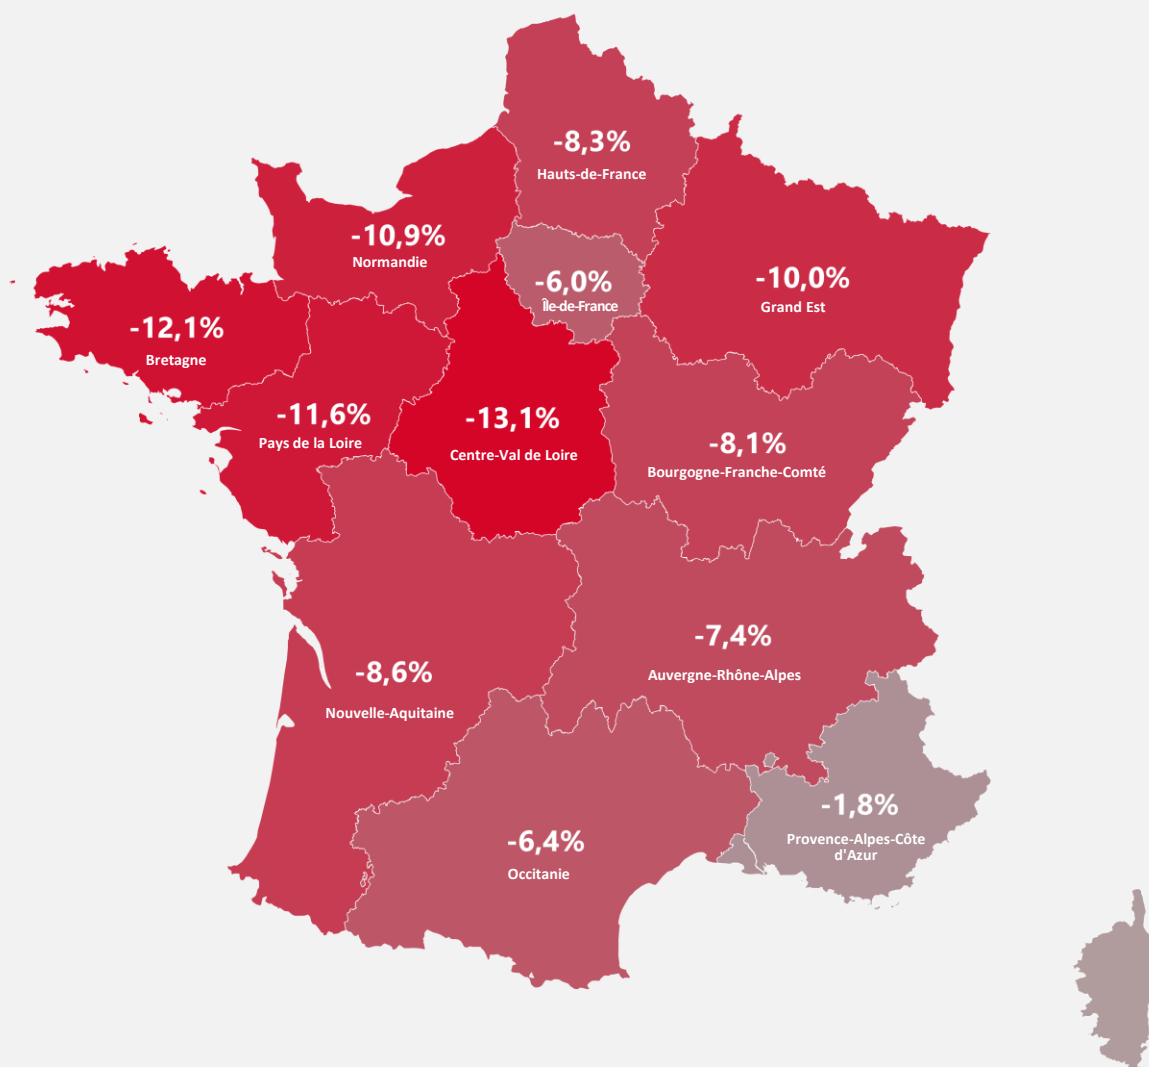 -8,3%
Hauts-de-France
-10,9%
Normandie
-6,0%
Île-de-France
-10,0%
Grand Est
-12,1%
Bretagne
-11,6%
Pays de la Loire
-13,1%
Centre-Val de Loire
-8,1%
Bourgogne-Franche-Comté
-7,4%
Auvergne-Rhône-Alpes
-8,6%
Nouvelle-Aquitaine
-1,8%
Provence-Alpes-Côte
d'Azur
-6,4%
Occitanie